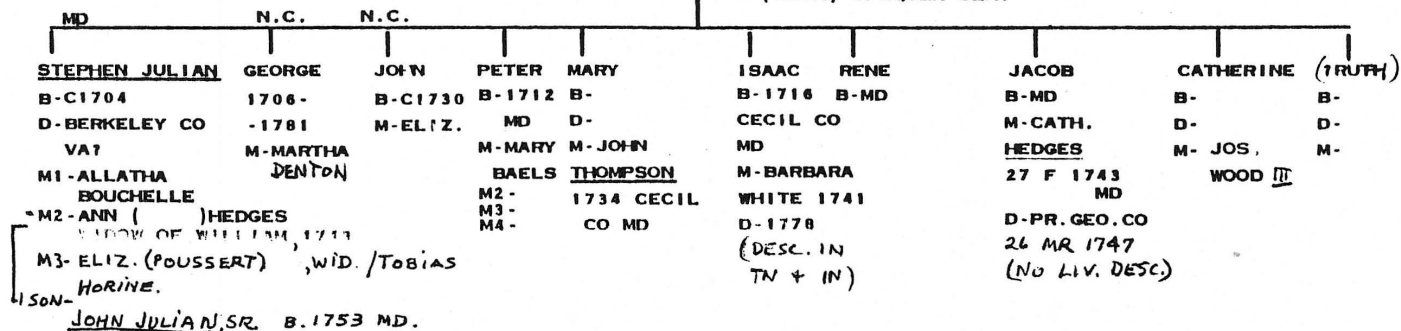 MD N.C. N.C.
STEPHEN JULIAN
B-C1704
D-BERKELEY CO
VA?
M1-ALLATHA
BOUCHELLE
M2-ANN ( )HEDGES
WIDOW OF WILLIAM,
M3-ELIZ. (POUSSERT) ,WID./TOBIAS
HORINE.
1 SON-
JOHN JULIAN, SR. B. 1753 MD.
GEORGE
1706-
-1781
M-MARTHA
DENTON
JOHN
B-C1730
M-ELIZ.
PETER
B-1712
MD
M-MARY
BAELS
M2-
M3-
M4-
MARY
B-
D-
M-JOHN
THOMPSON
1734 CECIL
CO MD
ISAAC
B-1716
CECIL CO
MD
M-BARBARA
WHITE 1741
D-1778
(DESC. IN
TN & IN)
RENE
B-MD
JACOB
B-MD
M-CATH.
HEDGES
27 F 1743
MD
D-PR.GEO.CO
26 MR 1747
(NO LIV. DESC.)
CATHERINE
B-
D-
M- JOS,
WOOD III
(TRUTH)
B-
D-
M-